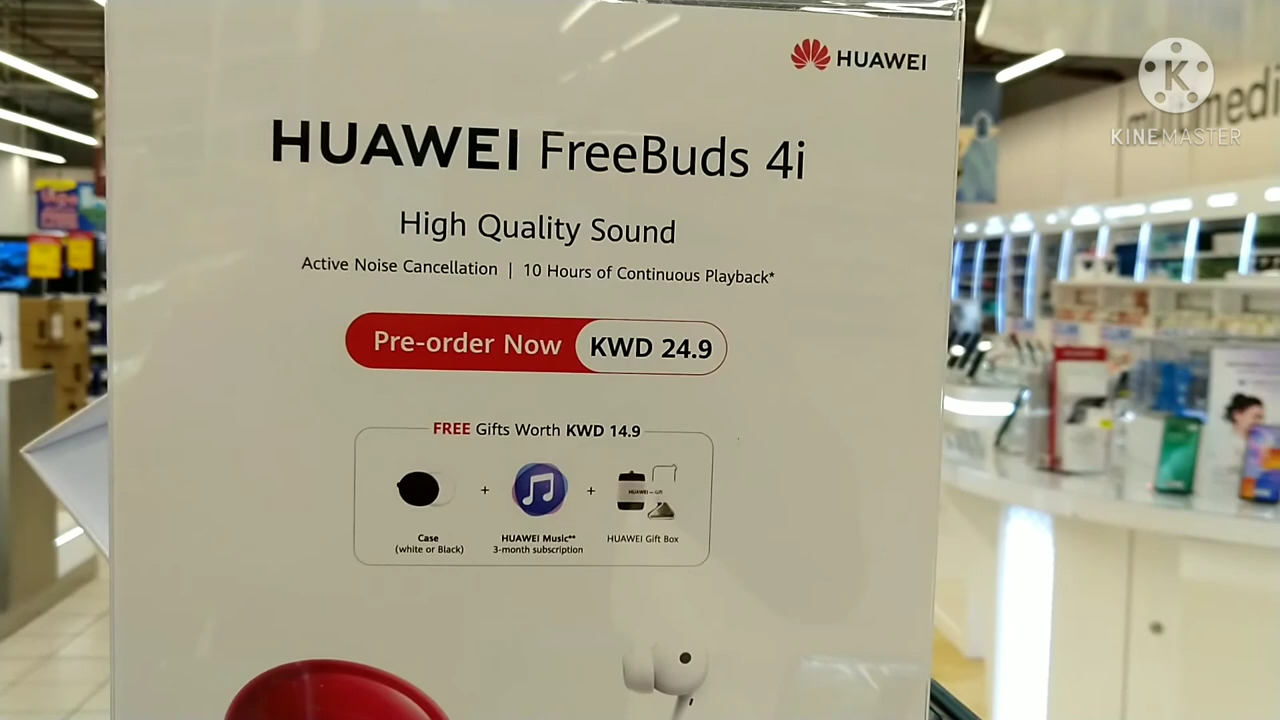 HUAWEI
HUAWEI FreeBuds 4i
High Quality Sound
Active Noise Cancellation | 10 Hours of Continuous Playback*
Pre-order Now KWD 24.9
FREE Gifts Worth KWD 14.9
+ +
HUAWEI
Case
(white or Black)
HUAWEI Music**
3-month subscription
HUAWEI Gift Box
K
KINEMASTER